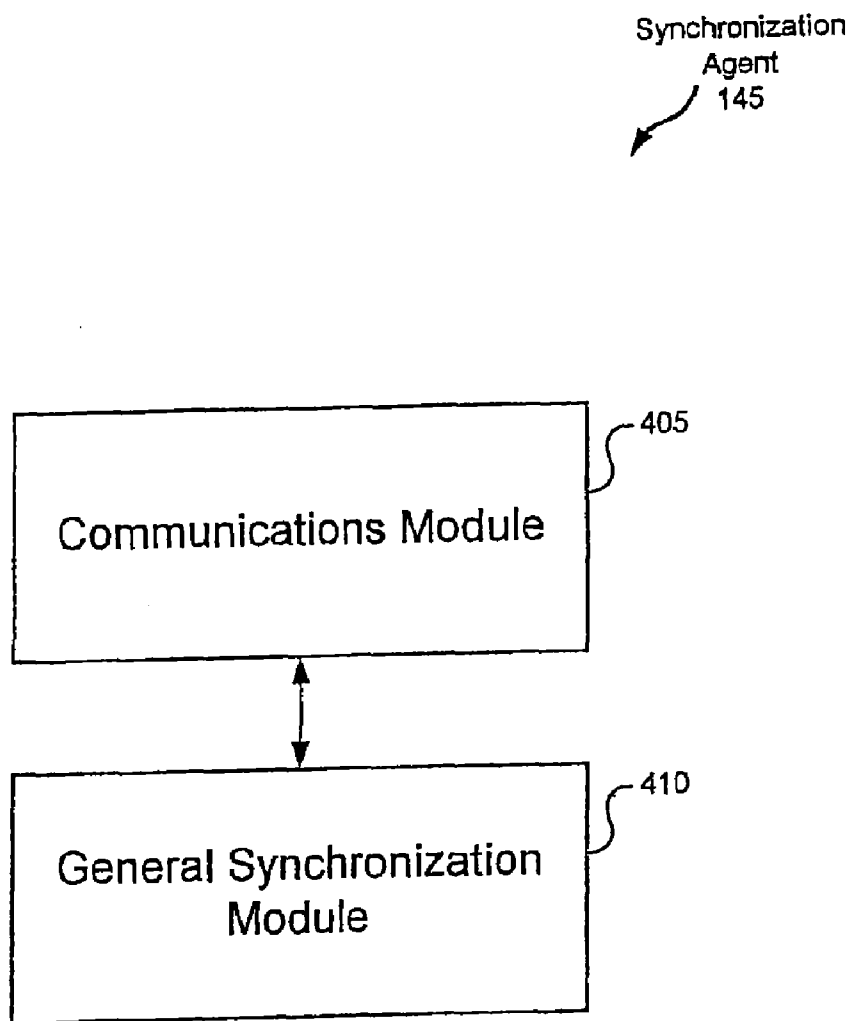 Synchronization
Agent
145
405
Communications Module
410
General Synchronization
Module